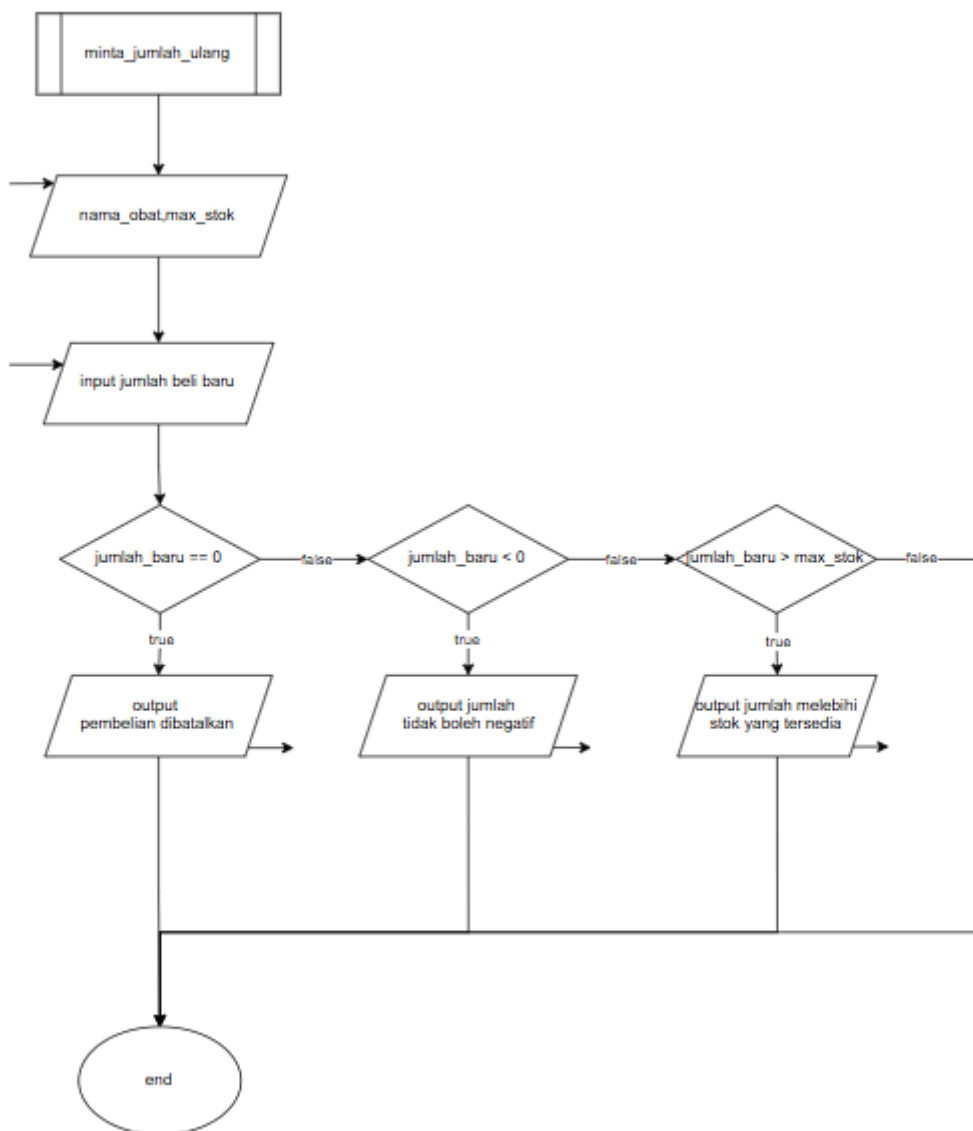 minta_jumlah_ulang
nama_obat,max_stok
input jumlah beli baru
jumlah_baru == 0
false
jumlah_baru < 0
false
jumlah_baru > max_stok
false
true
true
true
output
pembelian dibatalkan
output jumlah
tidak boleh negatif
output jumlah melebihi
stok yang tersedia
end